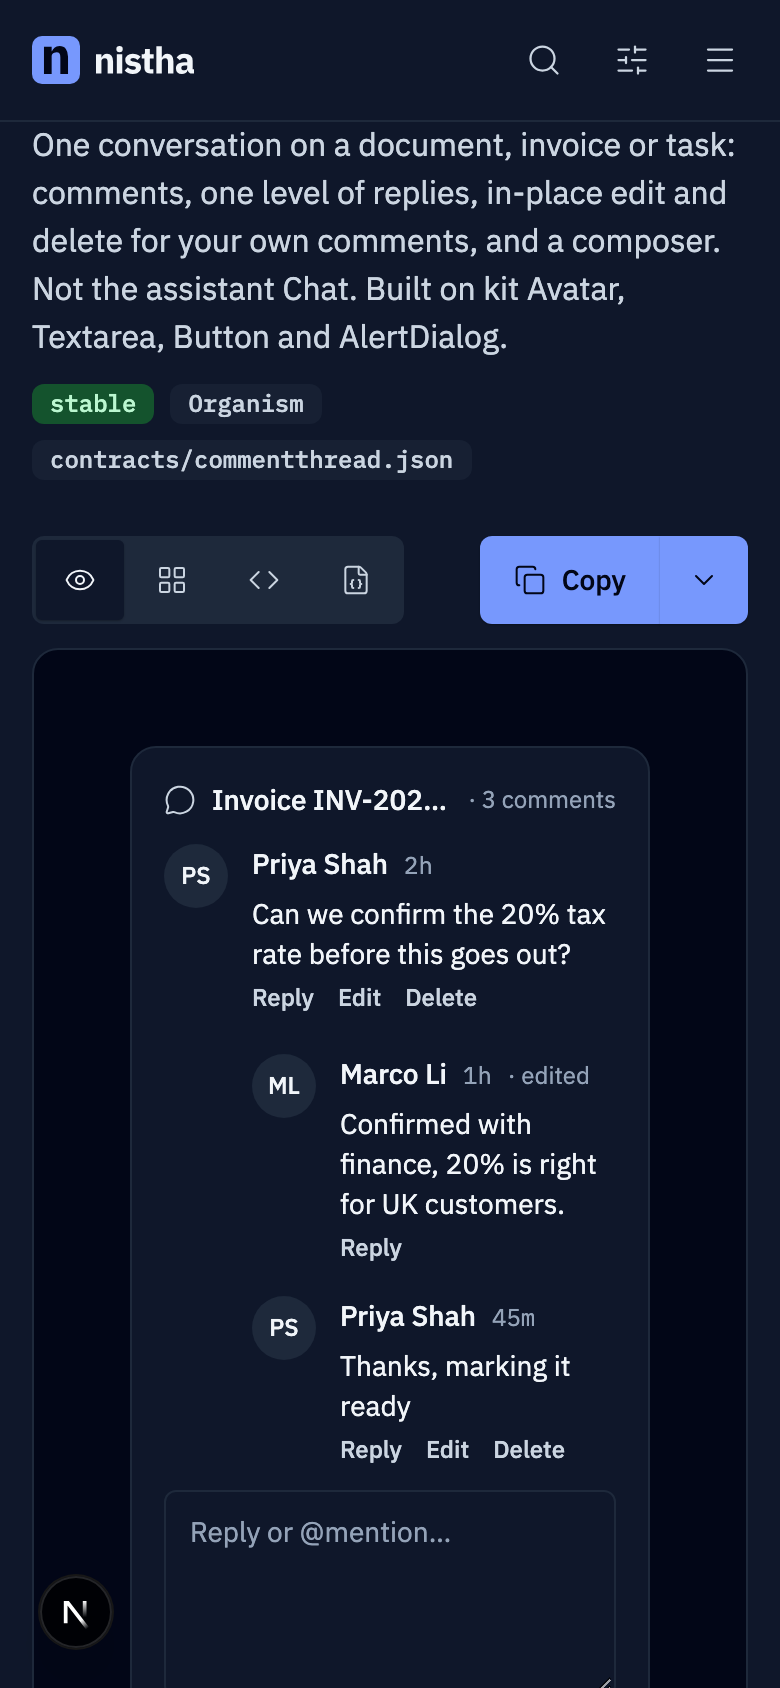 n nistha
One conversation on a document, invoice or task:
comments, one level of replies, in-place edit and
delete for your own comments, and a composer.
Not the assistant Chat. Built on kit Avatar,
Textarea, Button and AlertDialog.
stable Organism
contracts/commentthread.json
Copy
Invoice INV-202... · 3 comments
PS Priya Shah 2h
Can we confirm the 20% tax
rate before this goes out?
Reply Edit Delete
ML Marco Li 1h · edited
Confirmed with
finance, 20% is right
for UK customers.
Reply
PS Priya Shah 45m
Thanks, marking it
ready
Reply Edit Delete
Reply or @mention...
N